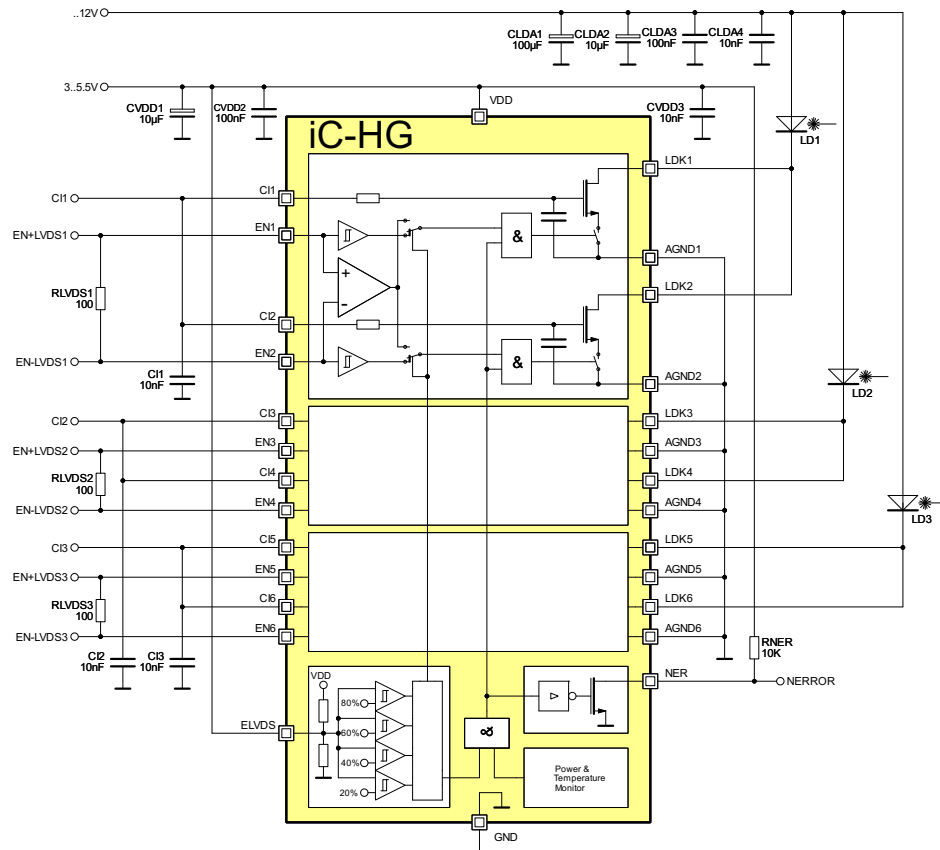 ..12V
CLDA1
100µF
CLDA2
10µF
CLDA3
100nF
CLDA4
10nF
3..5.5V
CVDD1
10µF
CVDD2
100nF
VDD
CVDD3
10nF
LD1
iC-HG
LDK1
CI1
CI1
EN+LVDS1
EN1
&
AGND1
RLVDS1
100
+
-
LDK2
CI2
EN-LVDS1
EN2
&
CI1
10nF
AGND2
LD2
CI2
CI3
LDK3
EN+LVDS2
EN3
AGND3
RLVDS2
100
CI4
LDK4
EN-LVDS2
EN4
AGND4
LD3
CI3
CI5
LDK5
EN+LVDS3
EN5
AGND5
RLVDS3
100
CI6
LDK6
EN-LVDS3
EN6
AGND6
CI2
10nF
CI3
10nF
RNER
10K
VDD
NER
NERROR
80%
ELVDS
60%
&
40%
20%
Power &
Temperature
Monitor
GND